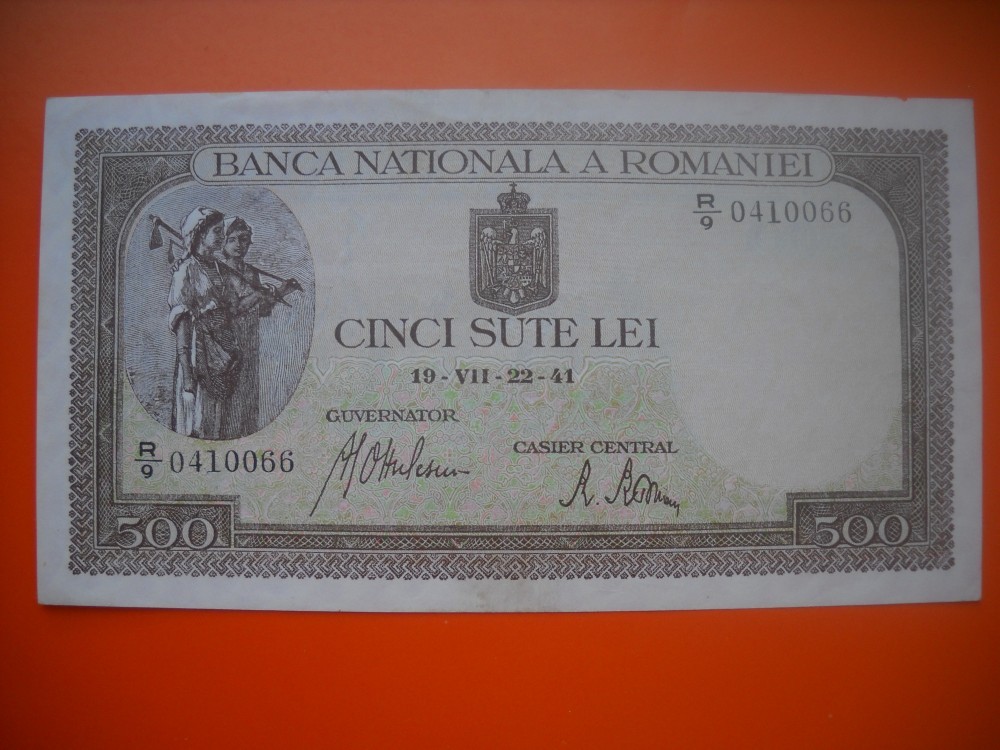 BANCA NATIONALA A ROMANIEI
R/9 0410066
CINCI SUTE LEI
19-VII-22-41
GUVERNATOR
CASIER CENTRAL
R/9 0410066
500
500